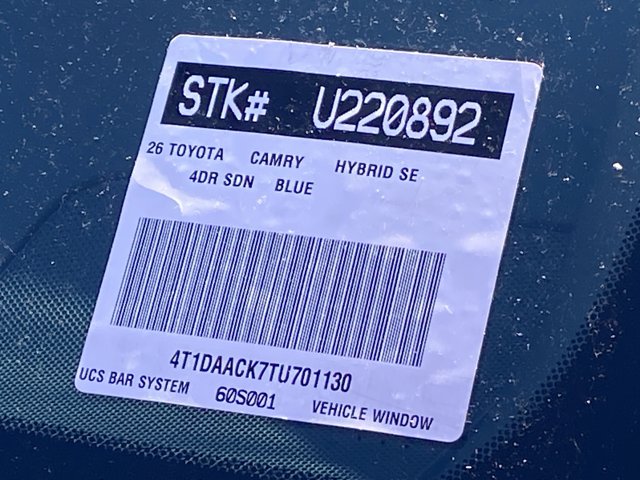 STK# U220892
26 TOYOTA CAMRY HYBRID SE
4DR SDN BLUE
4T1DAACK7TU701130
UCS BAR SYSTEM 60S001 VEHICLE WINDOW